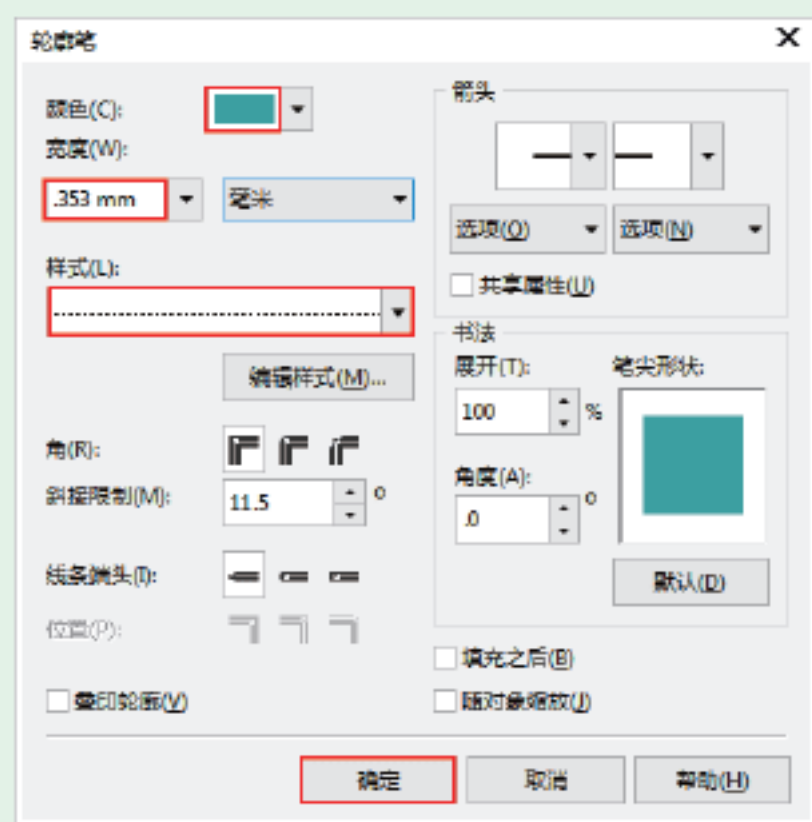 轮廓笔
颜色(C):
宽度(W):
.353 mm
毫米
样式(L):
编辑样式(M)...
角(R):
斜接限制(M):
11.5
°
线条端头(I):
位置(P):
叠印轮廓(V)
箭头
选项(O)
选项(N)
共享属性(U)
书法
展开(T):
笔尖形状:
100
%
角度(A):
.0
°
默认(D)
填充之后(B)
随对象缩放(J)
确定
取消
帮助(H)